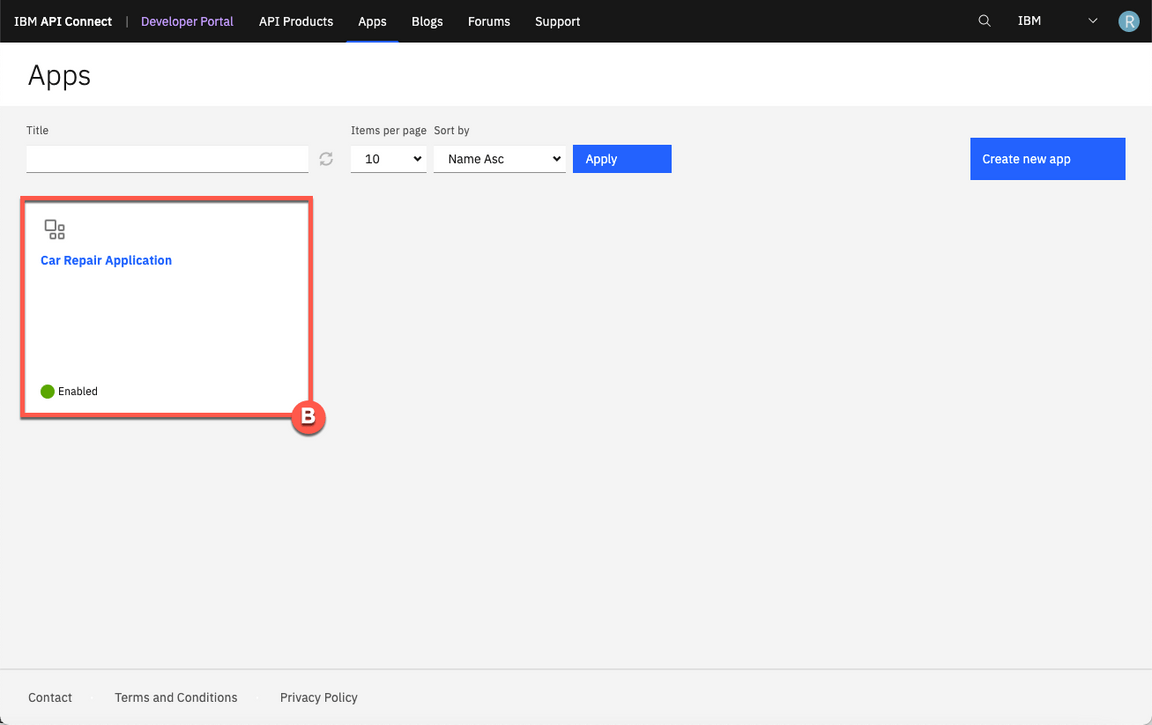 IBM API Connect | Developer Portal API Products Apps Blogs Forums Support IBM R
Apps
Title Items per page Sort by
10 Name Asc Apply Create new app
Car Repair Application
Enabled
B
Contact Terms and Conditions Privacy Policy